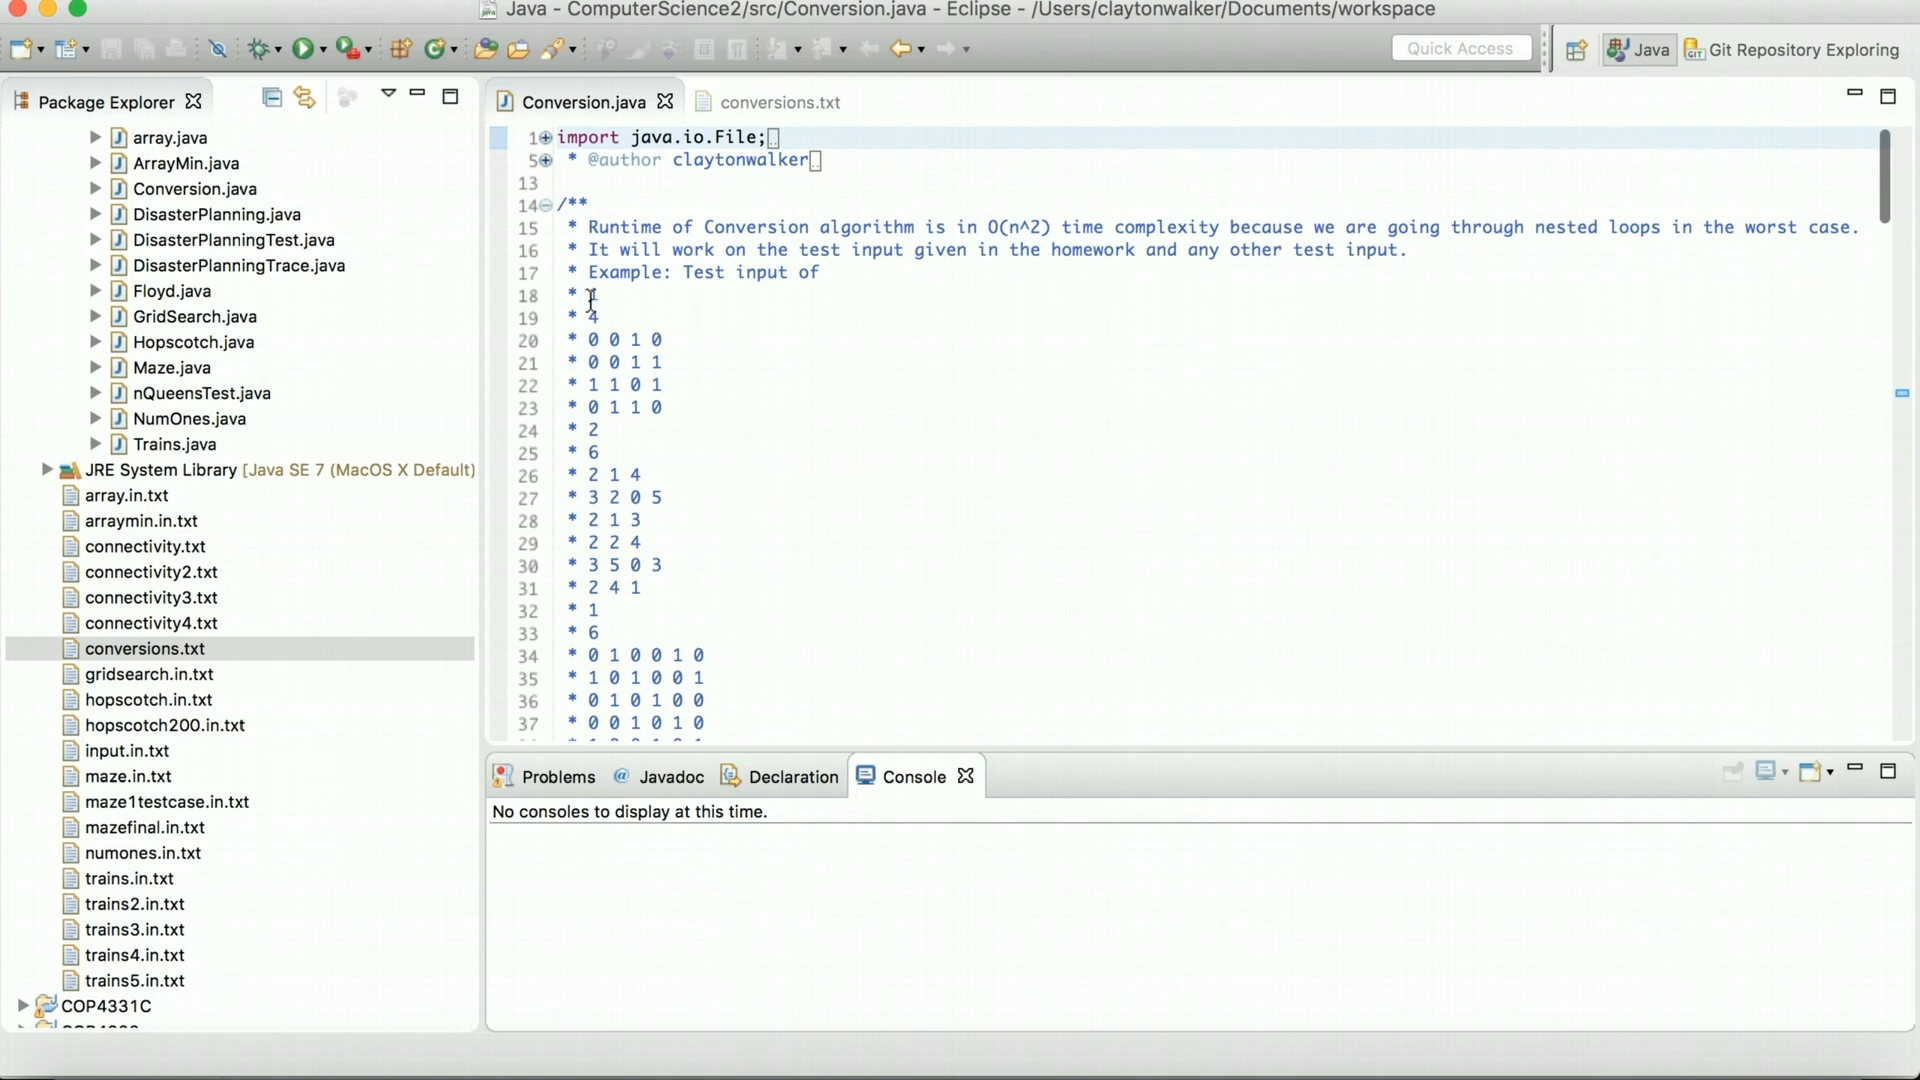 Java - ComputerScience2/src/Conversion.java - Eclipse - /Users/claytonwalker/Documents/workspace
Quick Access
Java
Git Repository Exploring
Package Explorer
array.java
ArrayMin.java
Conversion.java
DisasterPlanning.java
DisasterPlanningTest.java
DisasterPlanningTrace.java
Floyd.java
GridSearch.java
Hopscotch.java
Maze.java
nQueensTest.java
NumOnes.java
Trains.java
JRE System Library [Java SE 7 (MacOS X Default)
array.in.txt
arraymin.in.txt
connectivity.txt
connectivity2.txt
connectivity3.txt
connectivity4.txt
conversions.txt
gridsearch.in.txt
hopscotch.in.txt
hopscotch200.in.txt
input.in.txt
maze.in.txt
maze1testcase.in.txt
mazefinal.in.txt
numones.in.txt
trains.in.txt
trains2.in.txt
trains3.in.txt
trains4.in.txt
trains5.in.txt
COP4331C
Conversion.java
conversions.txt
1 import java.io.File;
5 * @author claytonwalker
13
14 /**
15 * Runtime of Conversion algorithm is in O(n^2) time complexity because we are going through nested loops in the worst case.
16 * It will work on the test input given in the homework and any other test input.
17 * Example: Test input of
18 * 1
19 * 4
20 * 0 0 1 0
21 * 0 0 1 1
22 * 1 1 0 1
23 * 0 1 1 0
24 * 2
25 * 6
26 * 2 1 4
27 * 3 2 0 5
28 * 2 1 3
29 * 2 2 4
30 * 3 5 0 3
31 * 2 4 1
32 * 1
33 * 6
34 * 0 1 0 0 1 0
35 * 1 0 1 0 0 1
36 * 0 1 0 1 0 0
37 * 0 0 1 0 1 0
Problems
@ Javadoc
Declaration
Console
No consoles to display at this time.